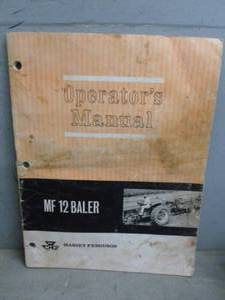 Operator's
Manual
MF 12 BALER
MASSEY-FERGUSON